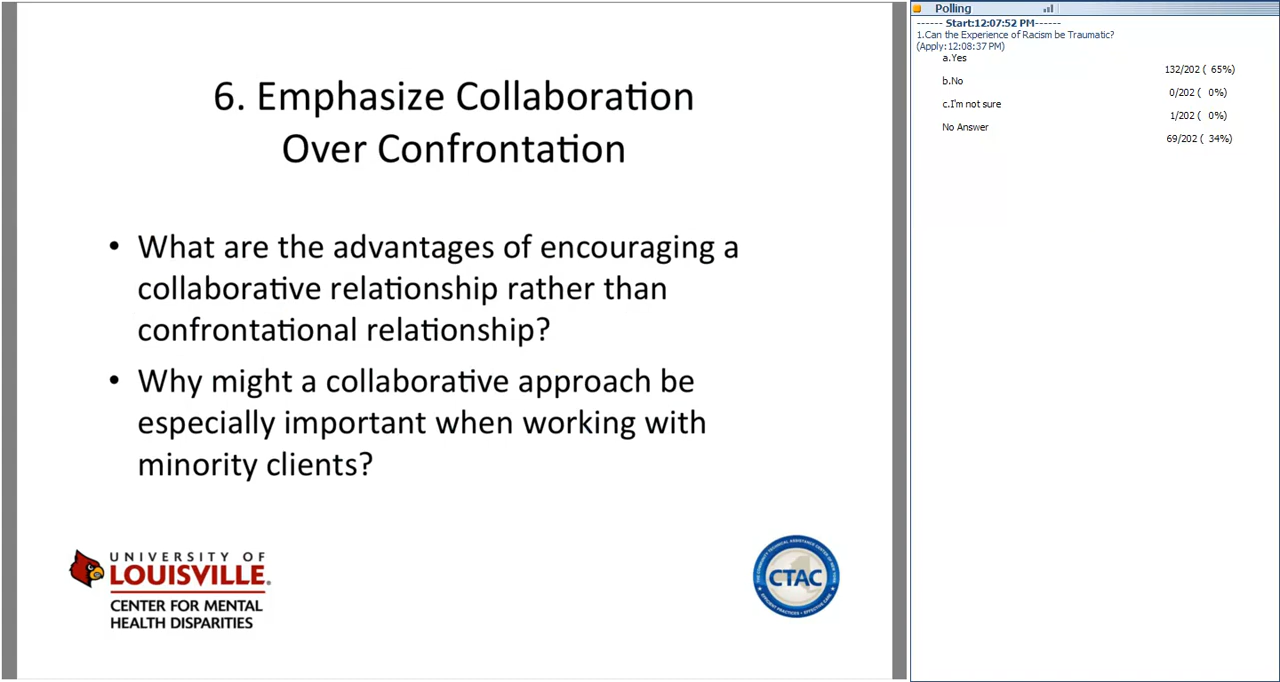 6. Emphasize Collaboration
Over Confrontation
• What are the advantages of encouraging a
collaborative relationship rather than
confrontational relationship?
• Why might a collaborative approach be
especially important when working with
minority clients?
UNIVERSITY OF
LOUISVILLE.
CENTER FOR MENTAL
HEALTH DISPARITIES
CTAC
Polling
------ Start:12:07:52 PM------
1.Can the Experience of Racism be Traumatic?
(Apply:12:08:37 PM)
a.Yes
132/202 ( 65%)
b.No
0/202 ( 0%)
c.I'm not sure
1/202 ( 0%)
No Answer
69/202 ( 34%)